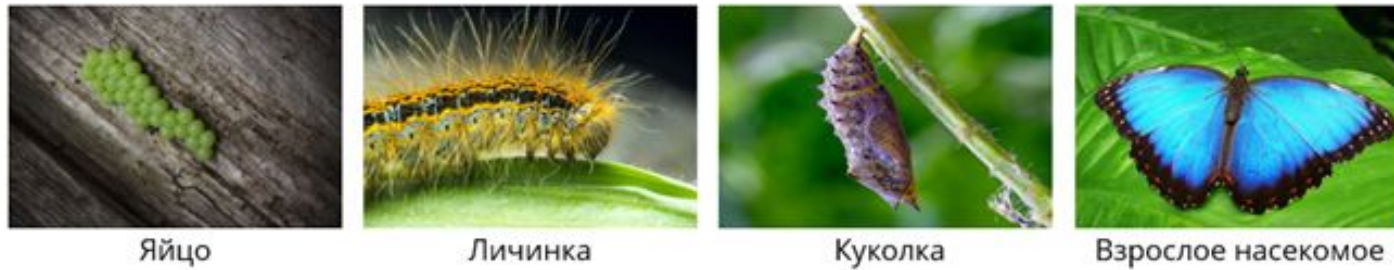 Яйцо
Личинка
Куколка
Взрослое насекомое